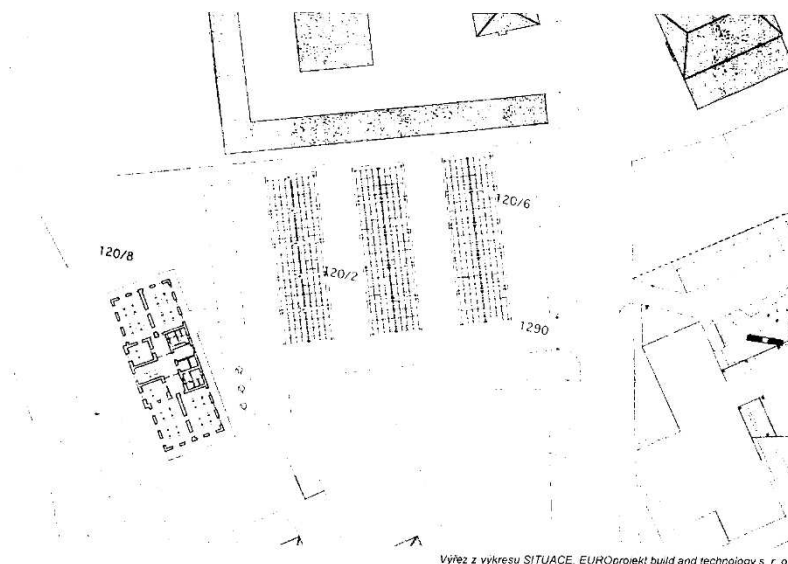 120/6
120/8
120/2
1290
Výřez z výkresu SITUACE, EUROprojekt build and technology s. r. o